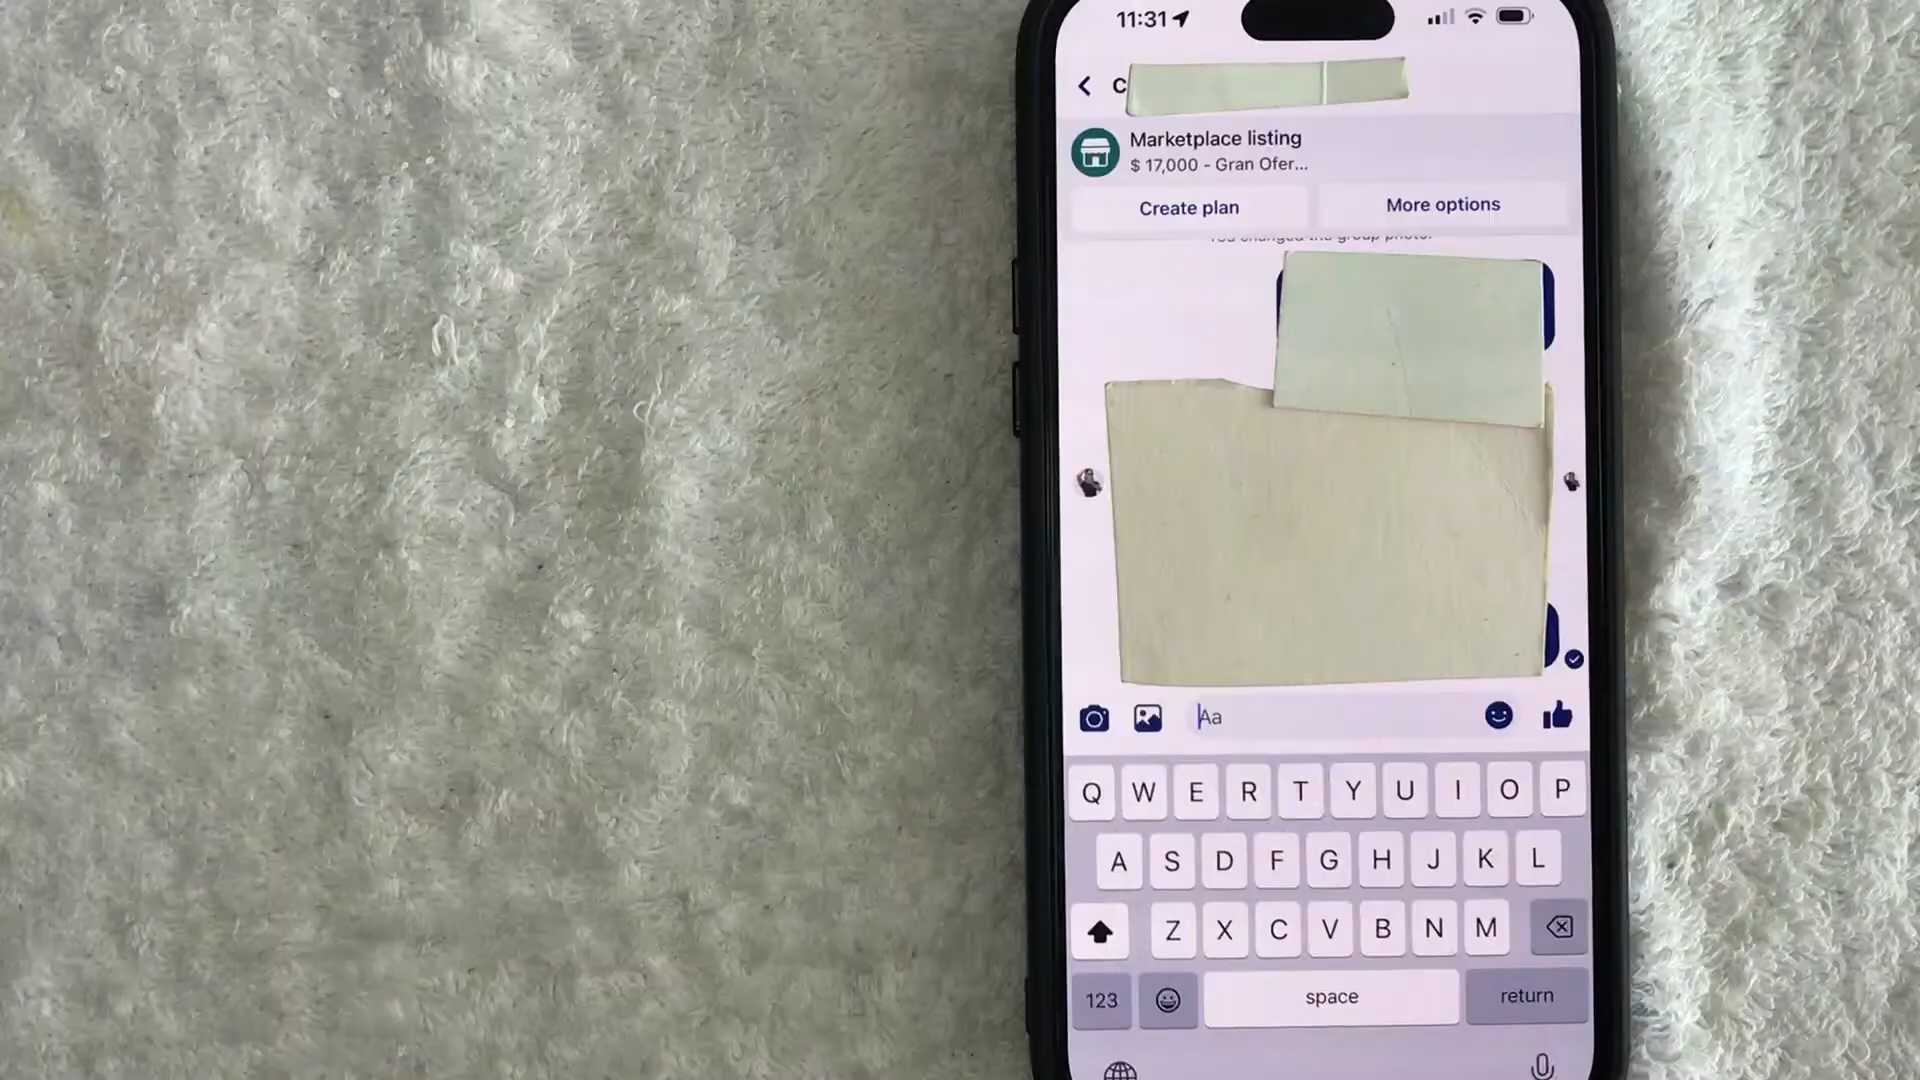 11:31
C
Marketplace listing
$ 17,000 - Gran Ofer...
Create plan
More options
You changed the group photo.
Aa
Q W E R T Y U I O P
A S D F G H J K L
Z X C V B N M
123 space return